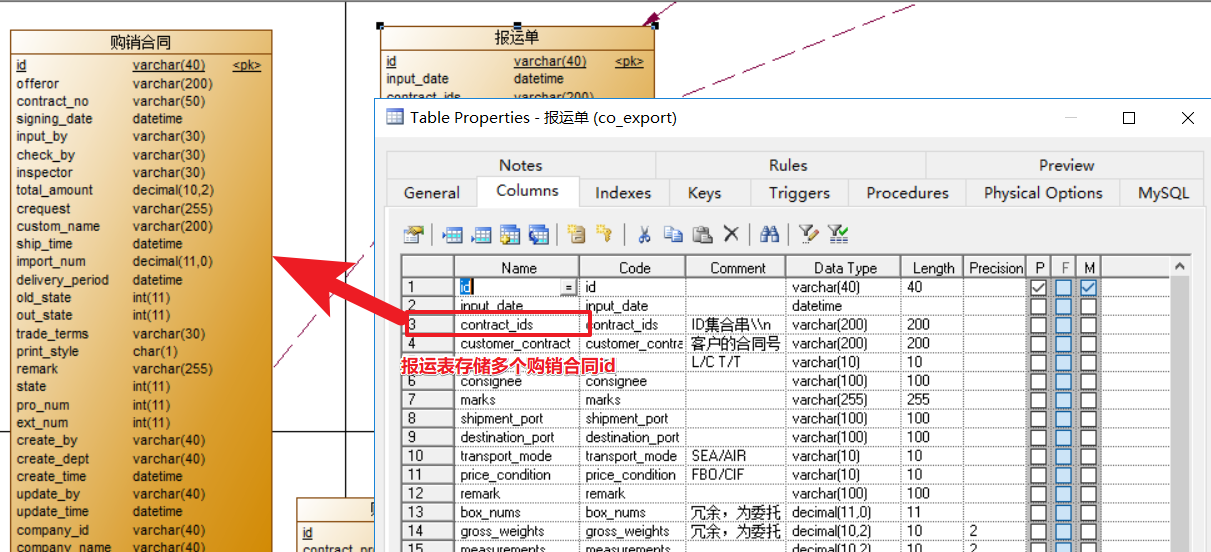 购销合同
id varchar(40) <pk>
offeror varchar(200)
contract_no varchar(50)
signing_date datetime
input_by varchar(30)
check_by varchar(30)
inspector varchar(30)
total_amount decimal(10,2)
crequest varchar(255)
custom_name varchar(200)
ship_time datetime
import_num decimal(11,0)
delivery_period datetime
old_state int(11)
out_state int(11)
trade_terms varchar(30)
print_style char(1)
remark varchar(255)
state int(11)
pro_num int(11)
ext_num int(11)
create_by varchar(40)
create_dept varchar(40)
create_time datetime
update_by varchar(40)
update_time datetime
company_id varchar(40)
company_name varchar(40)
报运单
id varchar(40) <pk>
input_date datetime
contract_ids varchar(200)
id
Table Properties - 报运单 (co_export)
Notes Rules Preview
General Columns Indexes Keys Triggers Procedures Physical Options MySQL
Name Code Comment Data Type Length Precision P F M
1 id = id varchar(40) 40
2 input_date input_date datetime
3 contract_ids contract_ids ID集合串\\n varchar(200) 200
4 customer_contract customer_contra 客户的合同号 varchar(200) 200
报运表存储多个购销合同id
L/C T/T varchar(10) 10
6 consignee consignee varchar(100) 100
7 marks marks varchar(255) 255
8 shipment_port shipment_port varchar(100) 100
9 destination_port destination_port varchar(100) 100
10 transport_mode transport_mode SEA/AIR varchar(10) 10
11 price_condition price_condition FBO/CIF varchar(10) 10
12 remark remark varchar(100) 100
13 box_nums box_nums 冗余，为委托 decimal(11,0) 11
14 gross_weights gross_weights 冗余，为委托 decimal(10,2) 10 2
15 measurements measurements decimal(10,2) 10 2